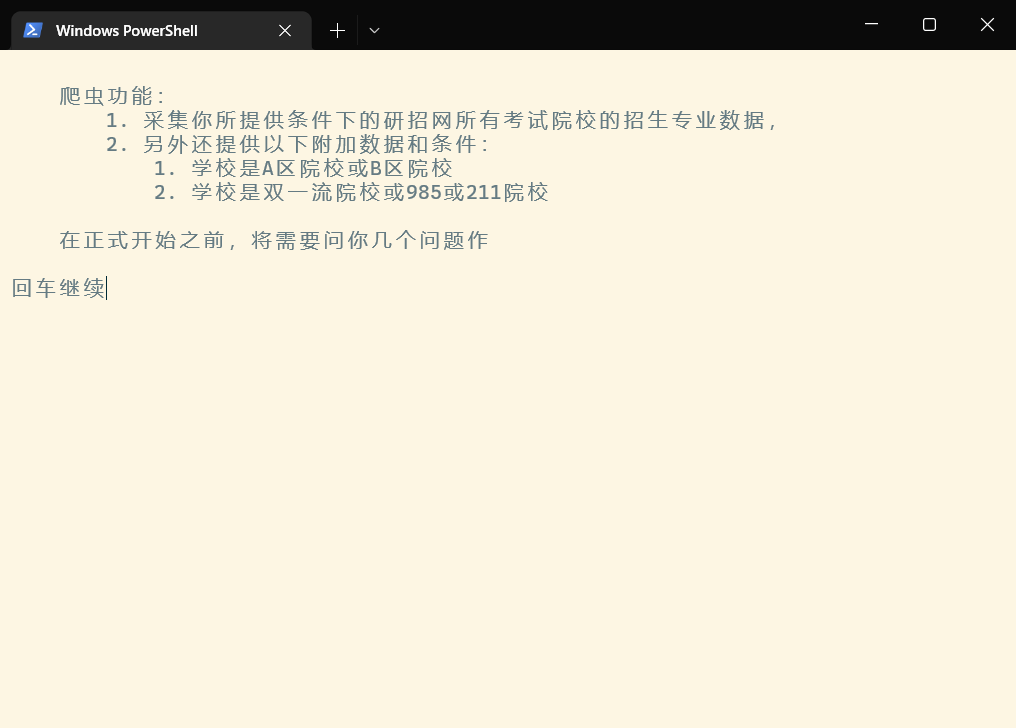 Windows PowerShell
爬虫功能：
1. 采集你所提供条件下的研招网所有考试院校的招生专业数据，
2. 另外还提供以下附加数据和条件：
1. 学校是A区院校或B区院校
2. 学校是双一流院校或985或211院校
在正式开始之前，将需要问你几个问题作
回车继续